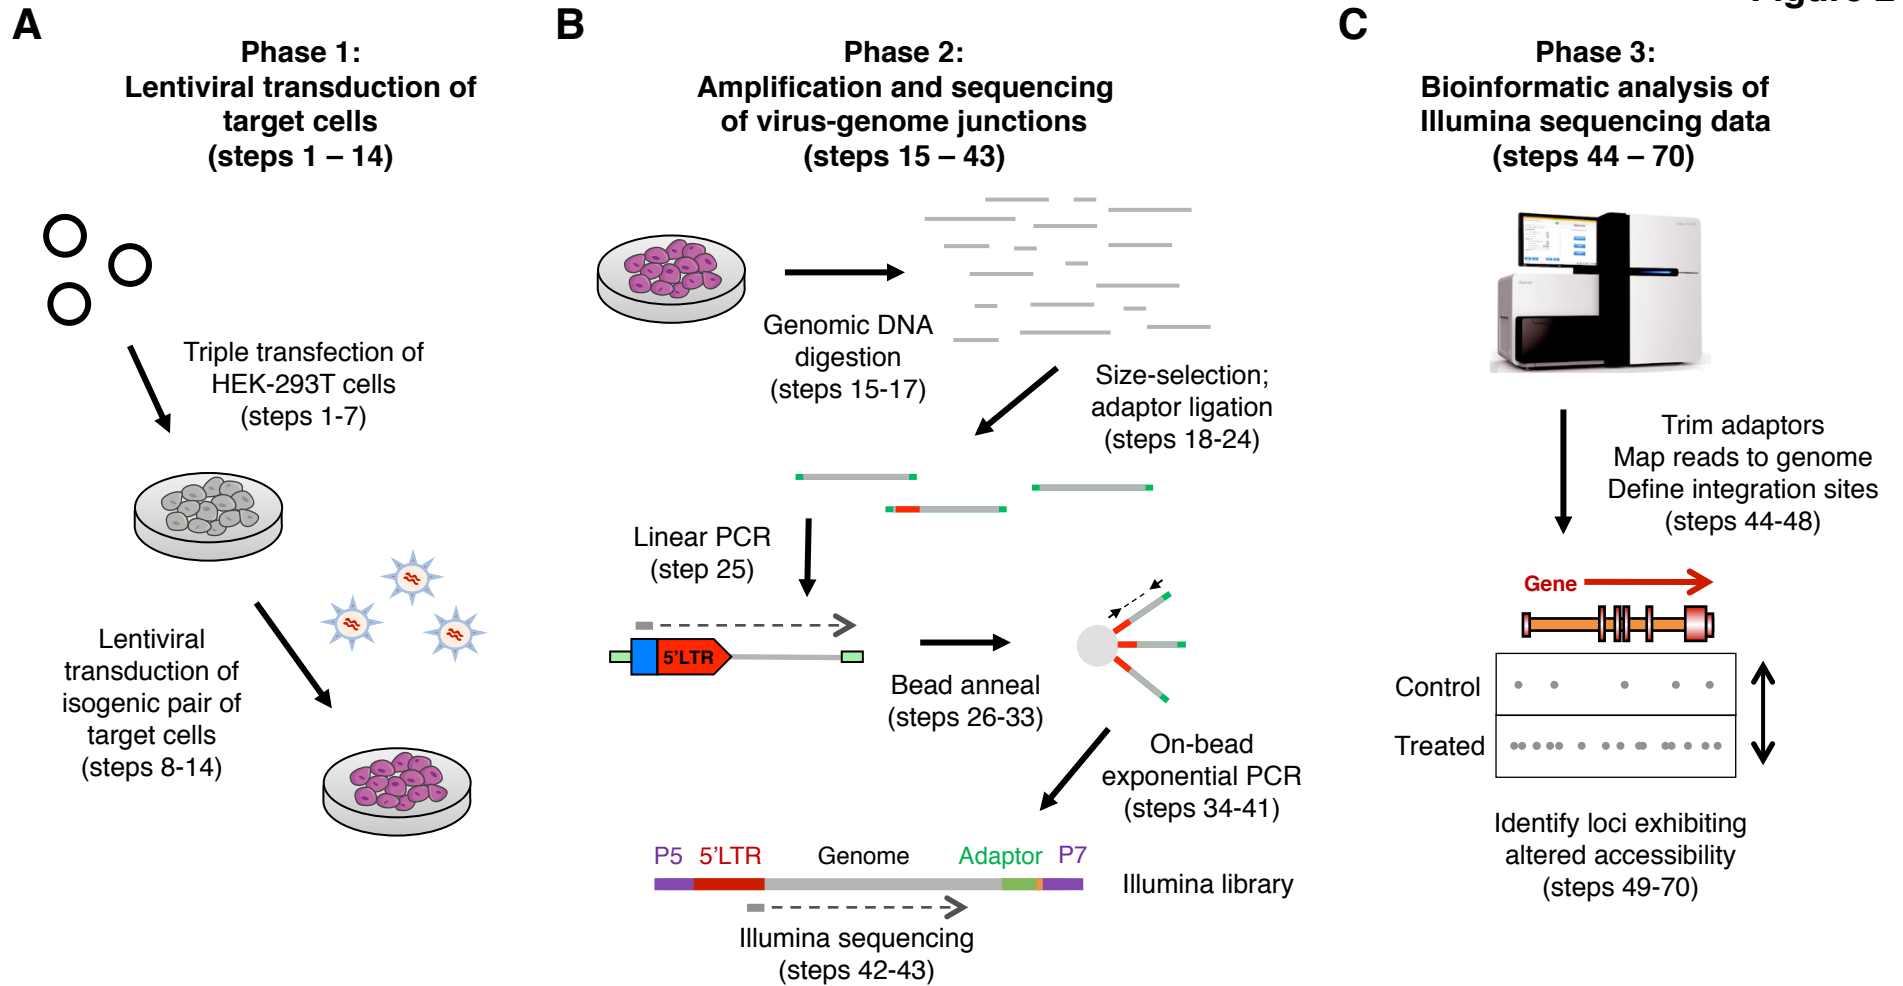 Figure 2
A
Phase 1:
Lentiviral transduction of
target cells
(steps 1 – 14)
Triple transfection of
HEK-293T cells
(steps 1-7)
Lentiviral
transduction of
isogenic pair of
target cells
(steps 8-14)
B
Phase 2:
Amplification and sequencing
of virus-genome junctions
(steps 15 – 43)
Genomic DNA
digestion
(steps 15-17)
Size-selection;
adaptor ligation
(steps 18-24)
Linear PCR
(step 25)
5'LTR
Bead anneal
(steps 26-33)
On-bead
exponential PCR
(steps 34-41)
P5 5'LTR Genome Adaptor P7
Illumina library
Illumina sequencing
(steps 42-43)
C
Phase 3:
Bioinformatic analysis of
Illumina sequencing data
(steps 44 – 70)
Trim adaptors
Map reads to genome
Define integration sites
(steps 44-48)
Gene
Control
Treated
Identify loci exhibiting
altered accessibility
(steps 49-70)